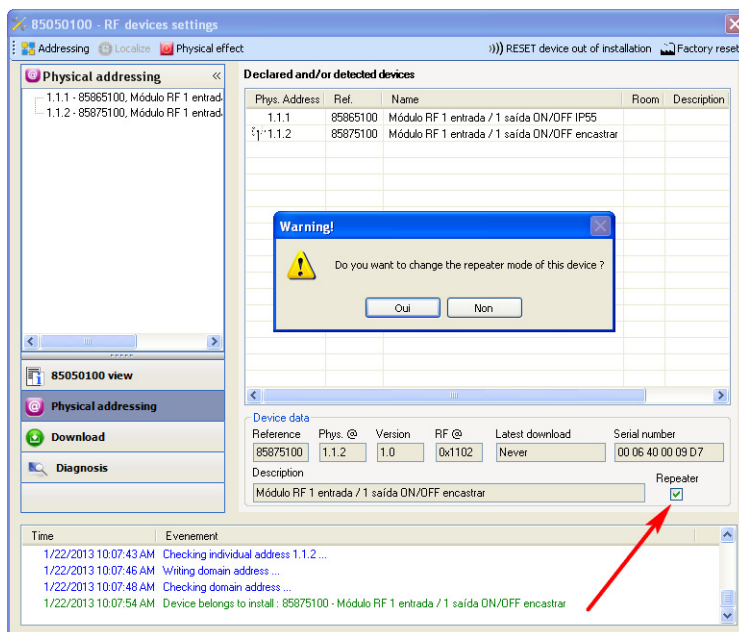 85050100 - RF devices settings
Addressing Localize Physical effect ))) RESET device out of installation Factory reset
Physical addressing «
1.1.1 - 85865100, Módulo RF 1 entrad
1.1.2 - 85875100, Módulo RF 1 entrad
Declared and/or detected devices
Phys. Address Ref. Name Room Description
1.1.1 85865100 Módulo RF 1 entrada / 1 saída ON/OFF IP55
1.1.2 85875100 Módulo RF 1 entrada / 1 saída ON/OFF encastrar
Warning!
Do you want to change the repeater mode of this device ?
Oui Non
85050100 view
Physical addressing
Download
Diagnosis
Device data
Reference Phys. @ Version RF @ Latest download Serial number
85875100 1.1.2 1.0 0x1102 Never 00 06 40 00 09 D7
Description
Repeater
Módulo RF 1 entrada / 1 saída ON/OFF encastrar
Time Evenement
1/22/2013 10:07:43 AM Checking individual address 1.1.2 ...
1/22/2013 10:07:46 AM Writing domain address ...
1/22/2013 10:07:48 AM Checking domain address ...
1/22/2013 10:07:54 AM Device belongs to install : 85875100 - Módulo RF 1 entrada / 1 saída ON/OFF encastrar